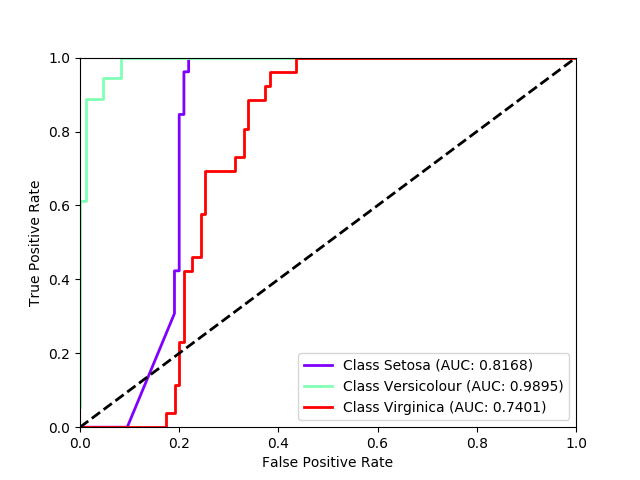 1.0
0.8
0.6
0.4
0.2
0.0
True Positive Rate
Class Setosa (AUC: 0.8168)
Class Versicolour (AUC: 0.9895)
Class Virginica (AUC: 0.7401)
0.0 0.2 0.4 0.6 0.8 1.0
False Positive Rate